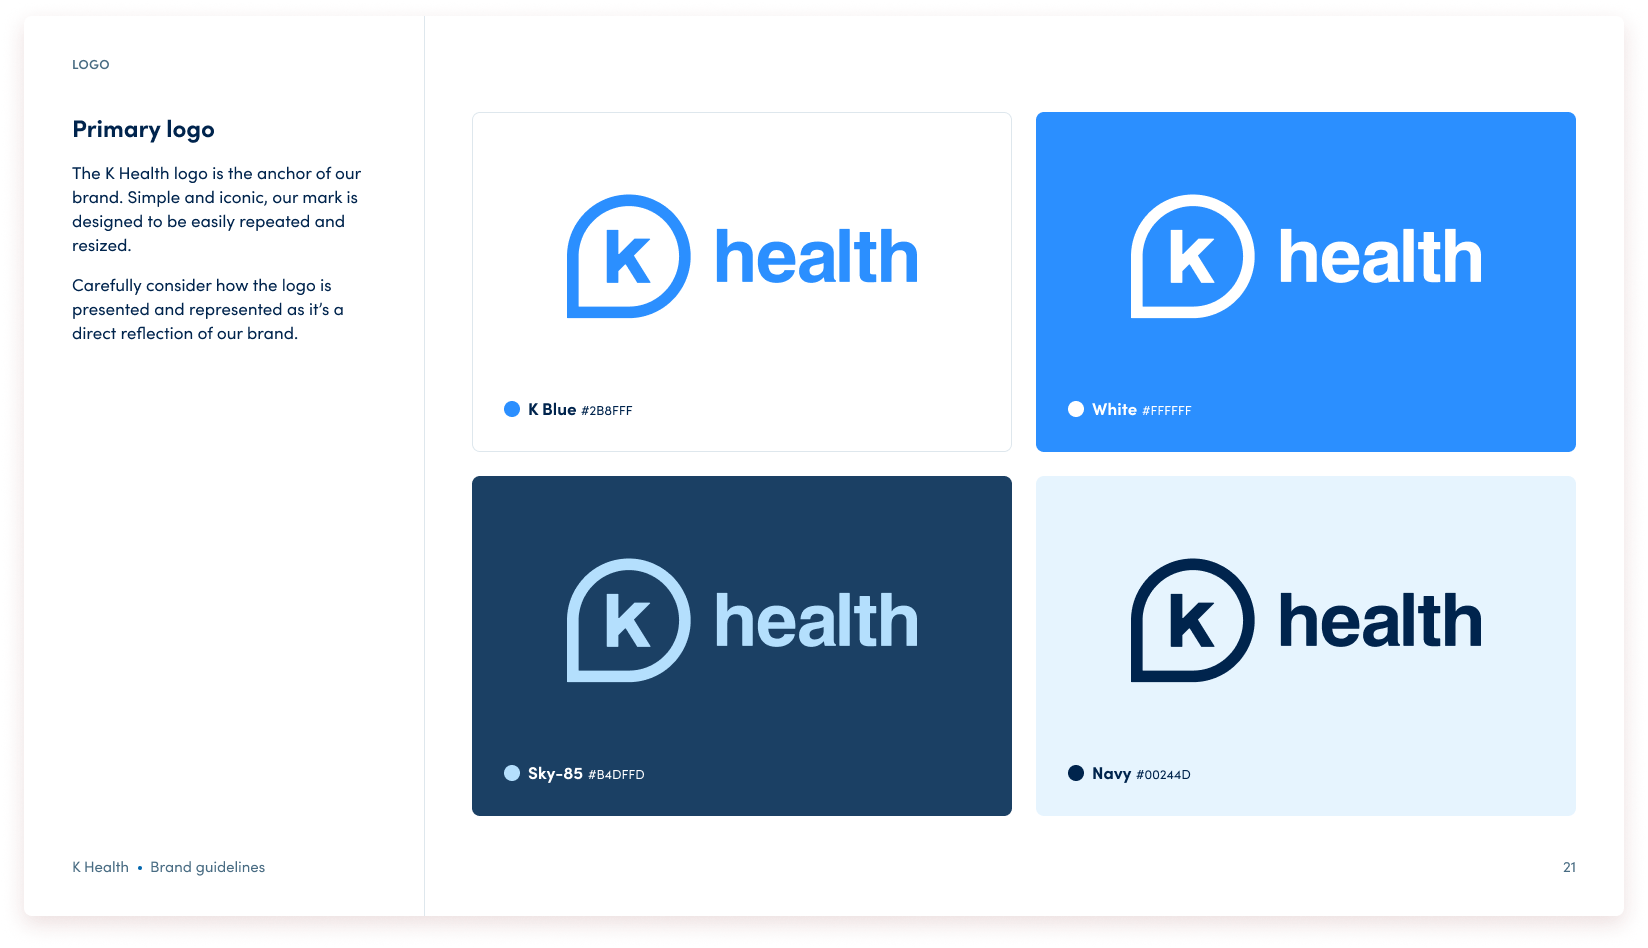 LOGO
Primary logo
The K Health logo is the anchor of our
brand. Simple and iconic, our mark is
designed to be easily repeated and
resized.
Carefully consider how the logo is
presented and represented as it’s a
direct reflection of our brand.
k health
K Blue #2B8FFF
k health
White #FFFFFF
k health
Sky-85 #B4DFFD
k health
Navy #00244D
K Health • Brand guidelines
21